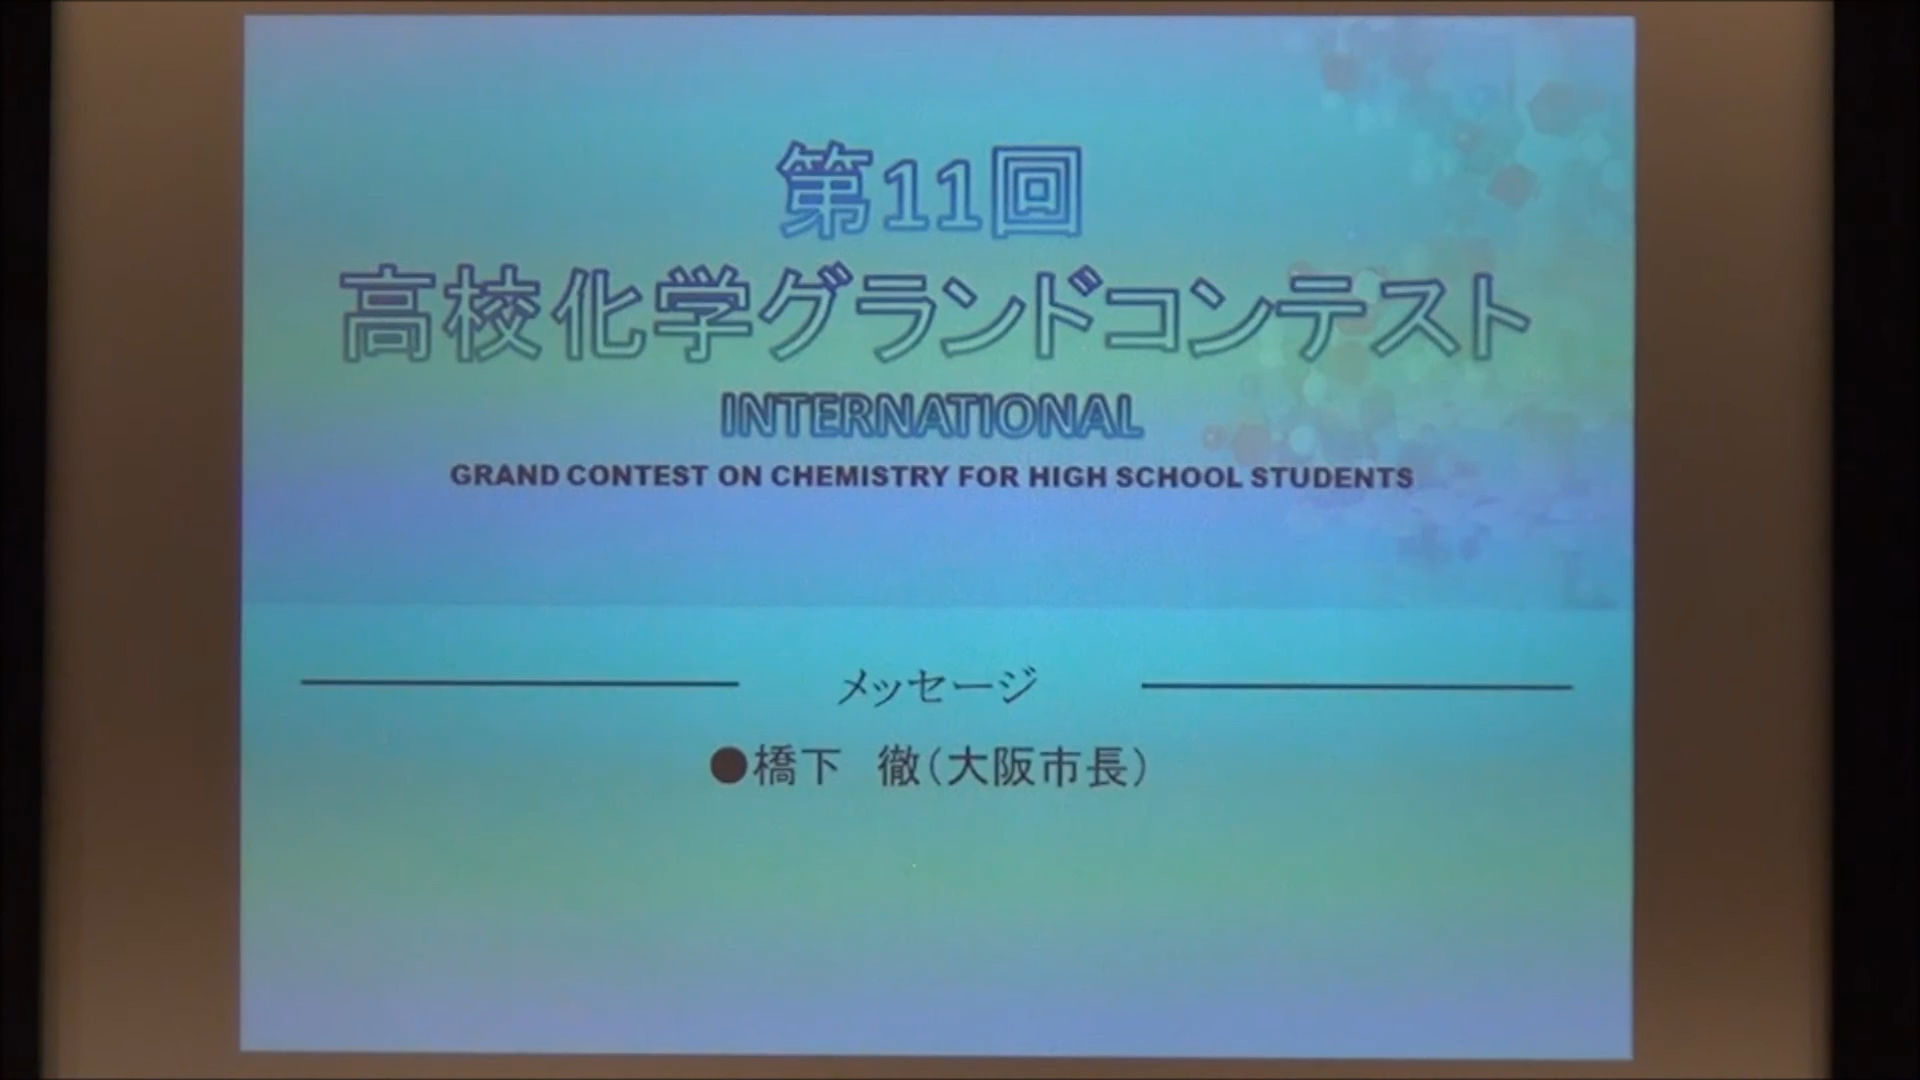 第11回
高校化学グランドコンテスト
INTERNATIONAL
GRAND CONTEST ON CHEMISTRY FOR HIGH SCHOOL STUDENTS
メッセージ
●橋下　徹（大阪市長）